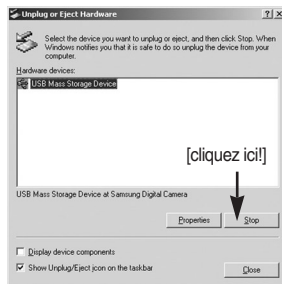 Unplug or Eject Hardware
Select the device you want to unplug or eject, and then click Stop. When
Windows notifies you that it is safe to do so unplug the device from your
computer.
Hardware devices:
USB Mass Storage Device
[cliquez ici!]
USB Mass Storage Device at Samsung Digital Camera
Properties
Stop
Display device components
Show Unplug/Eject icon on the taskbar
Close